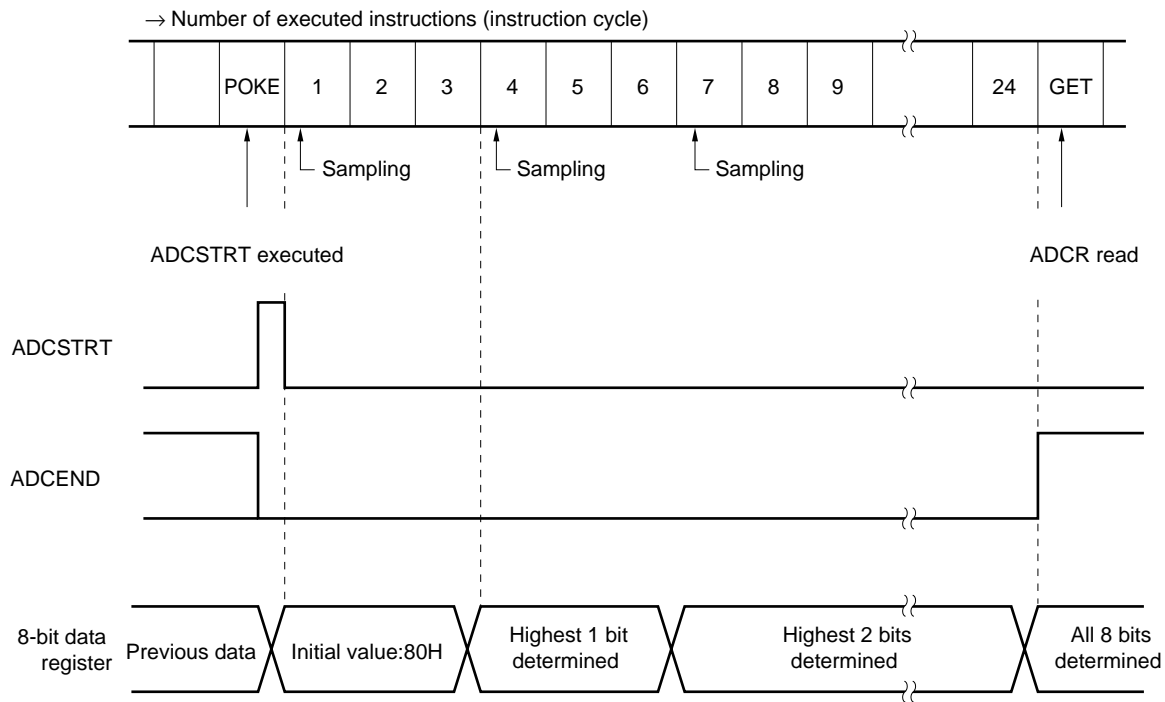 → Number of executed instructions (instruction cycle)
POKE 1 2 3 4 5 6 7 8 9 24 GET
Sampling Sampling Sampling
ADCSTRT executed ADCR read
ADCSTRT
ADCEND
8-bit data
register
Previous data
Initial value:80H
Highest 1 bit
determined
Highest 2 bits
determined
All 8 bits
determined